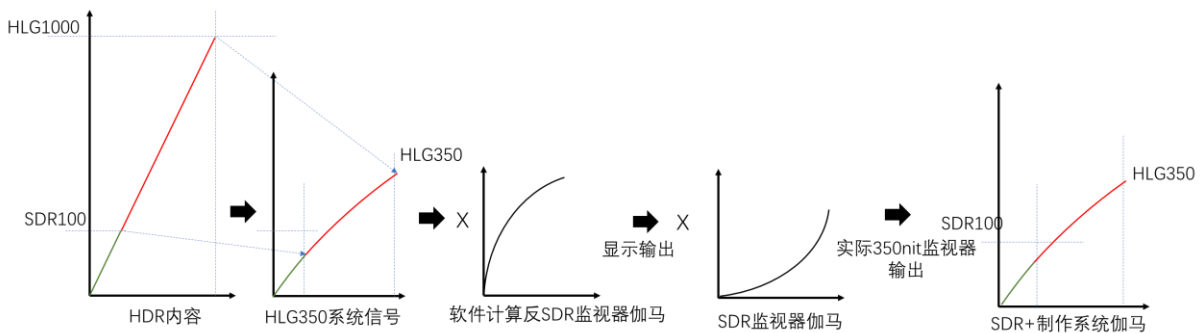 HLG1000
SDR100
HDR内容
HLG350
HLG350系统信号
X
软件计算反SDR监视器伽马
显示输出
X
SDR监视器伽马
实际350nit监视器
输出
SDR100
HLG350
SDR+制作系统伽马